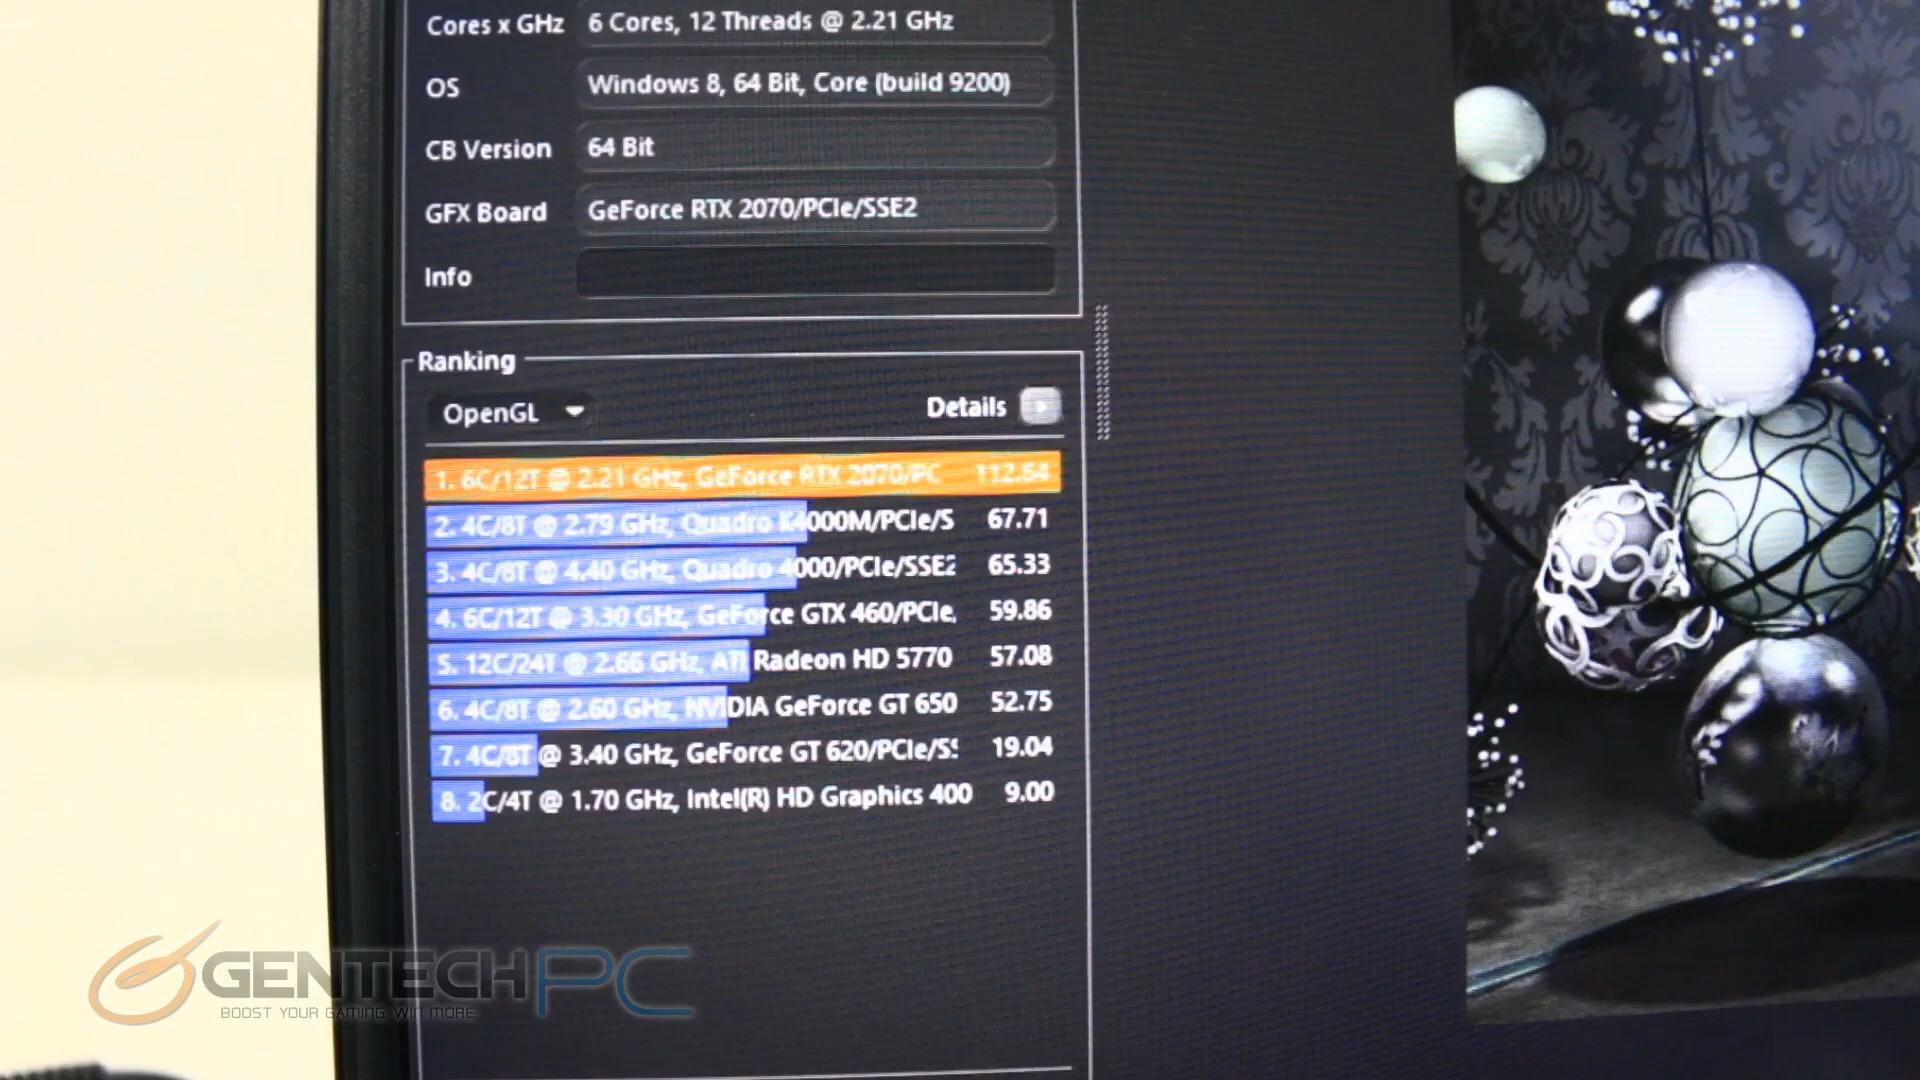 Cores x GHz 6 Cores, 12 Threads @ 2.21 GHz
OS Windows 8, 64 Bit, Core (build 9200)
CB Version 64 Bit
GFX Board GeForce RTX 2070/PCIe/SSE2
Info
Ranking
OpenGL Details
1. 6C/12T @ 2.21 GHz, GeForce RTX 2070/PC 112.64
2. 4C/8T @ 2.79 GHz, Quadro K4000M/PCIe/S 67.71
3. 4C/8T @ 4.40 GHz, Quadro 4000/PCIe/SSE2 65.33
4. 6C/12T @ 3.30 GHz, GeForce GTX 460/PCIe, 59.86
5. 12C/24T @ 2.66 GHz, ATI Radeon HD 5770 57.08
6. 4C/8T @ 2.60 GHz, NVIDIA GeForce GT 650 52.75
7. 4C/8T @ 3.40 GHz, GeForce GT 620/PCIe/SS 19.04
8. 2C/4T @ 1.70 GHz, Intel(R) HD Graphics 400 9.00
GENTECH PC
BOOST YOUR GAMING. WIN MORE.